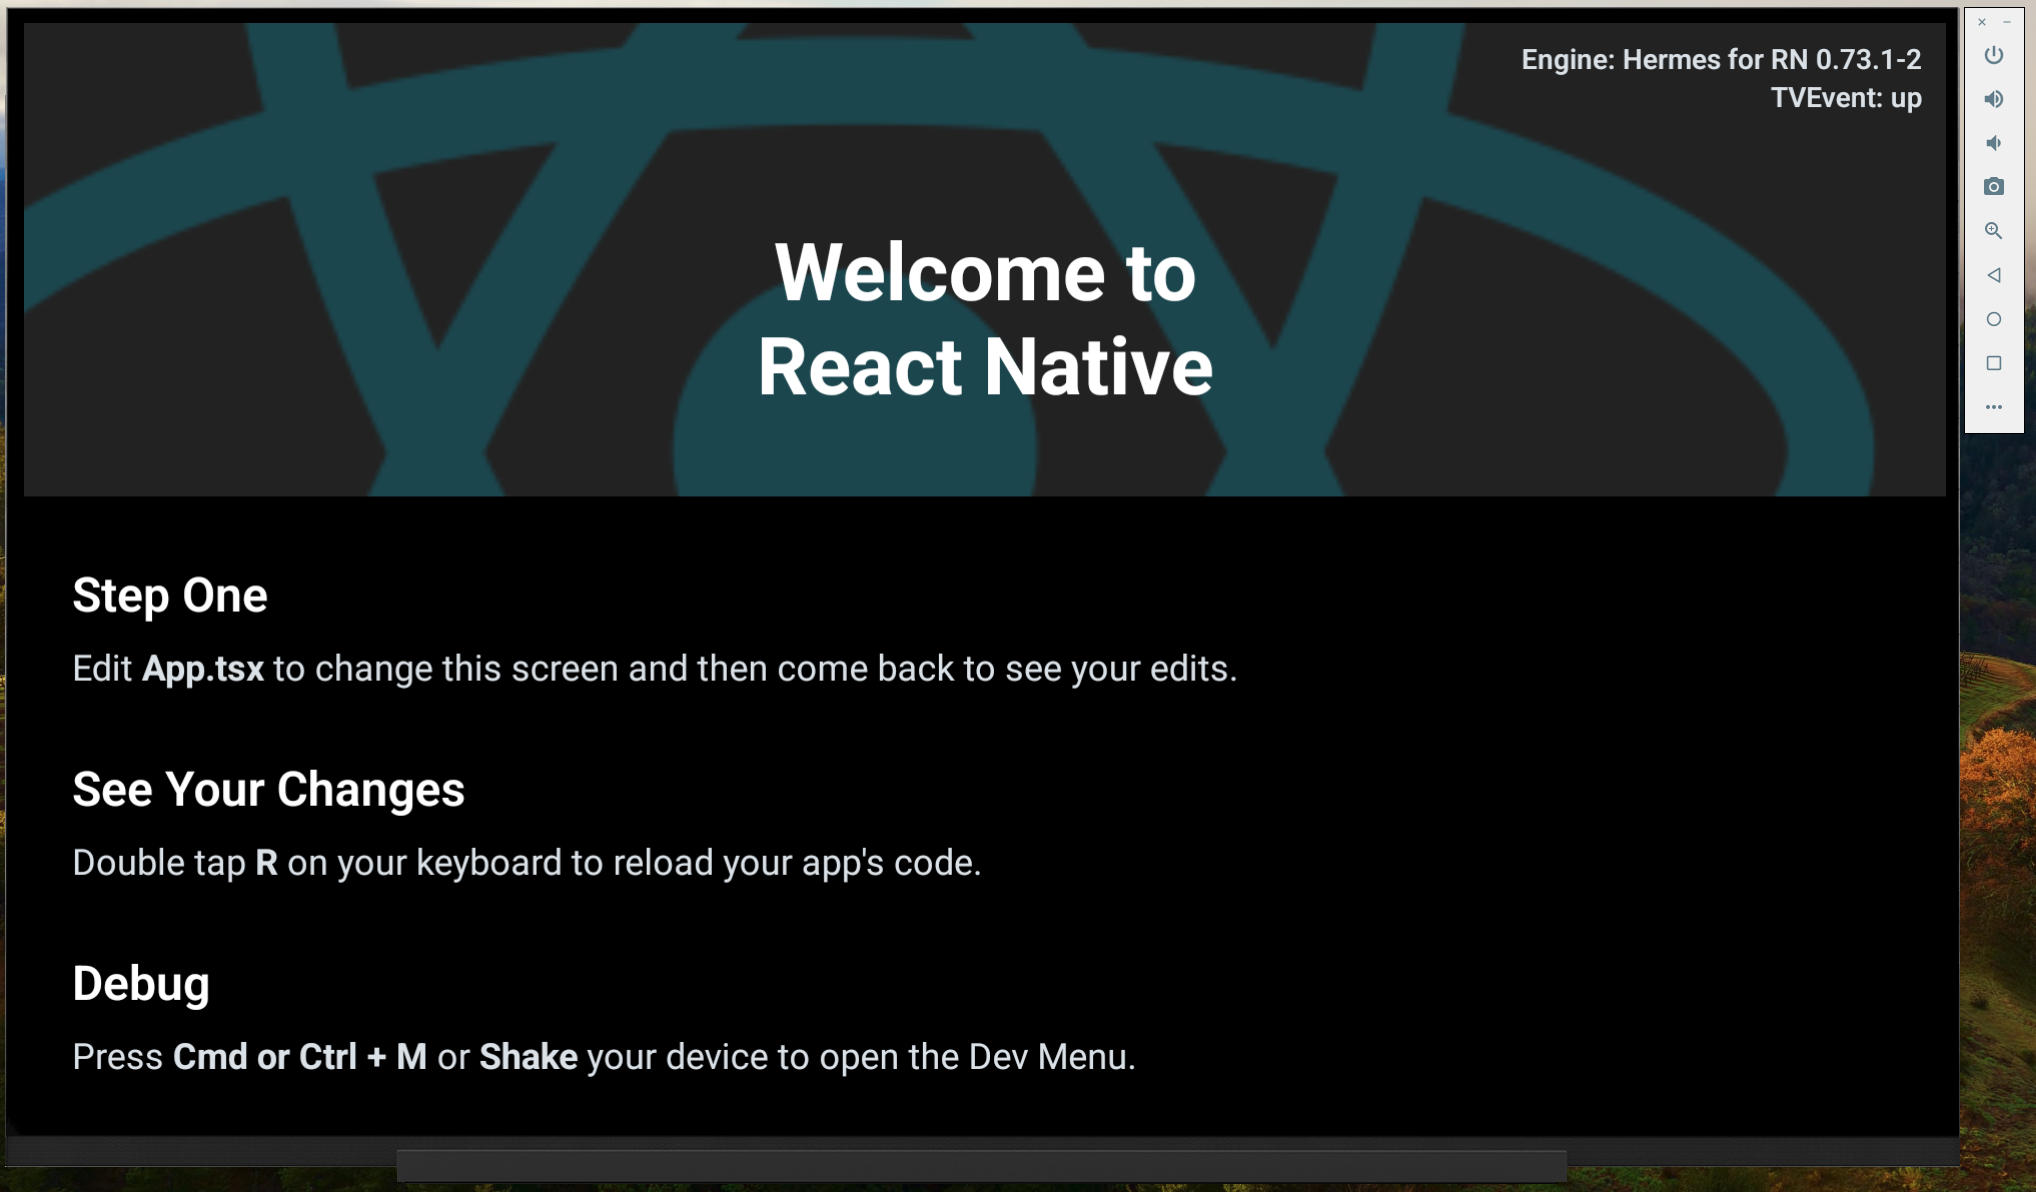 Engine: Hermes for RN 0.73.1-2
TVEvent: up
Welcome to
React Native
Step One
Edit App.tsx to change this screen and then come back to see your edits.
See Your Changes
Double tap R on your keyboard to reload your app's code.
Debug
Press Cmd or Ctrl + M or Shake your device to open the Dev Menu.